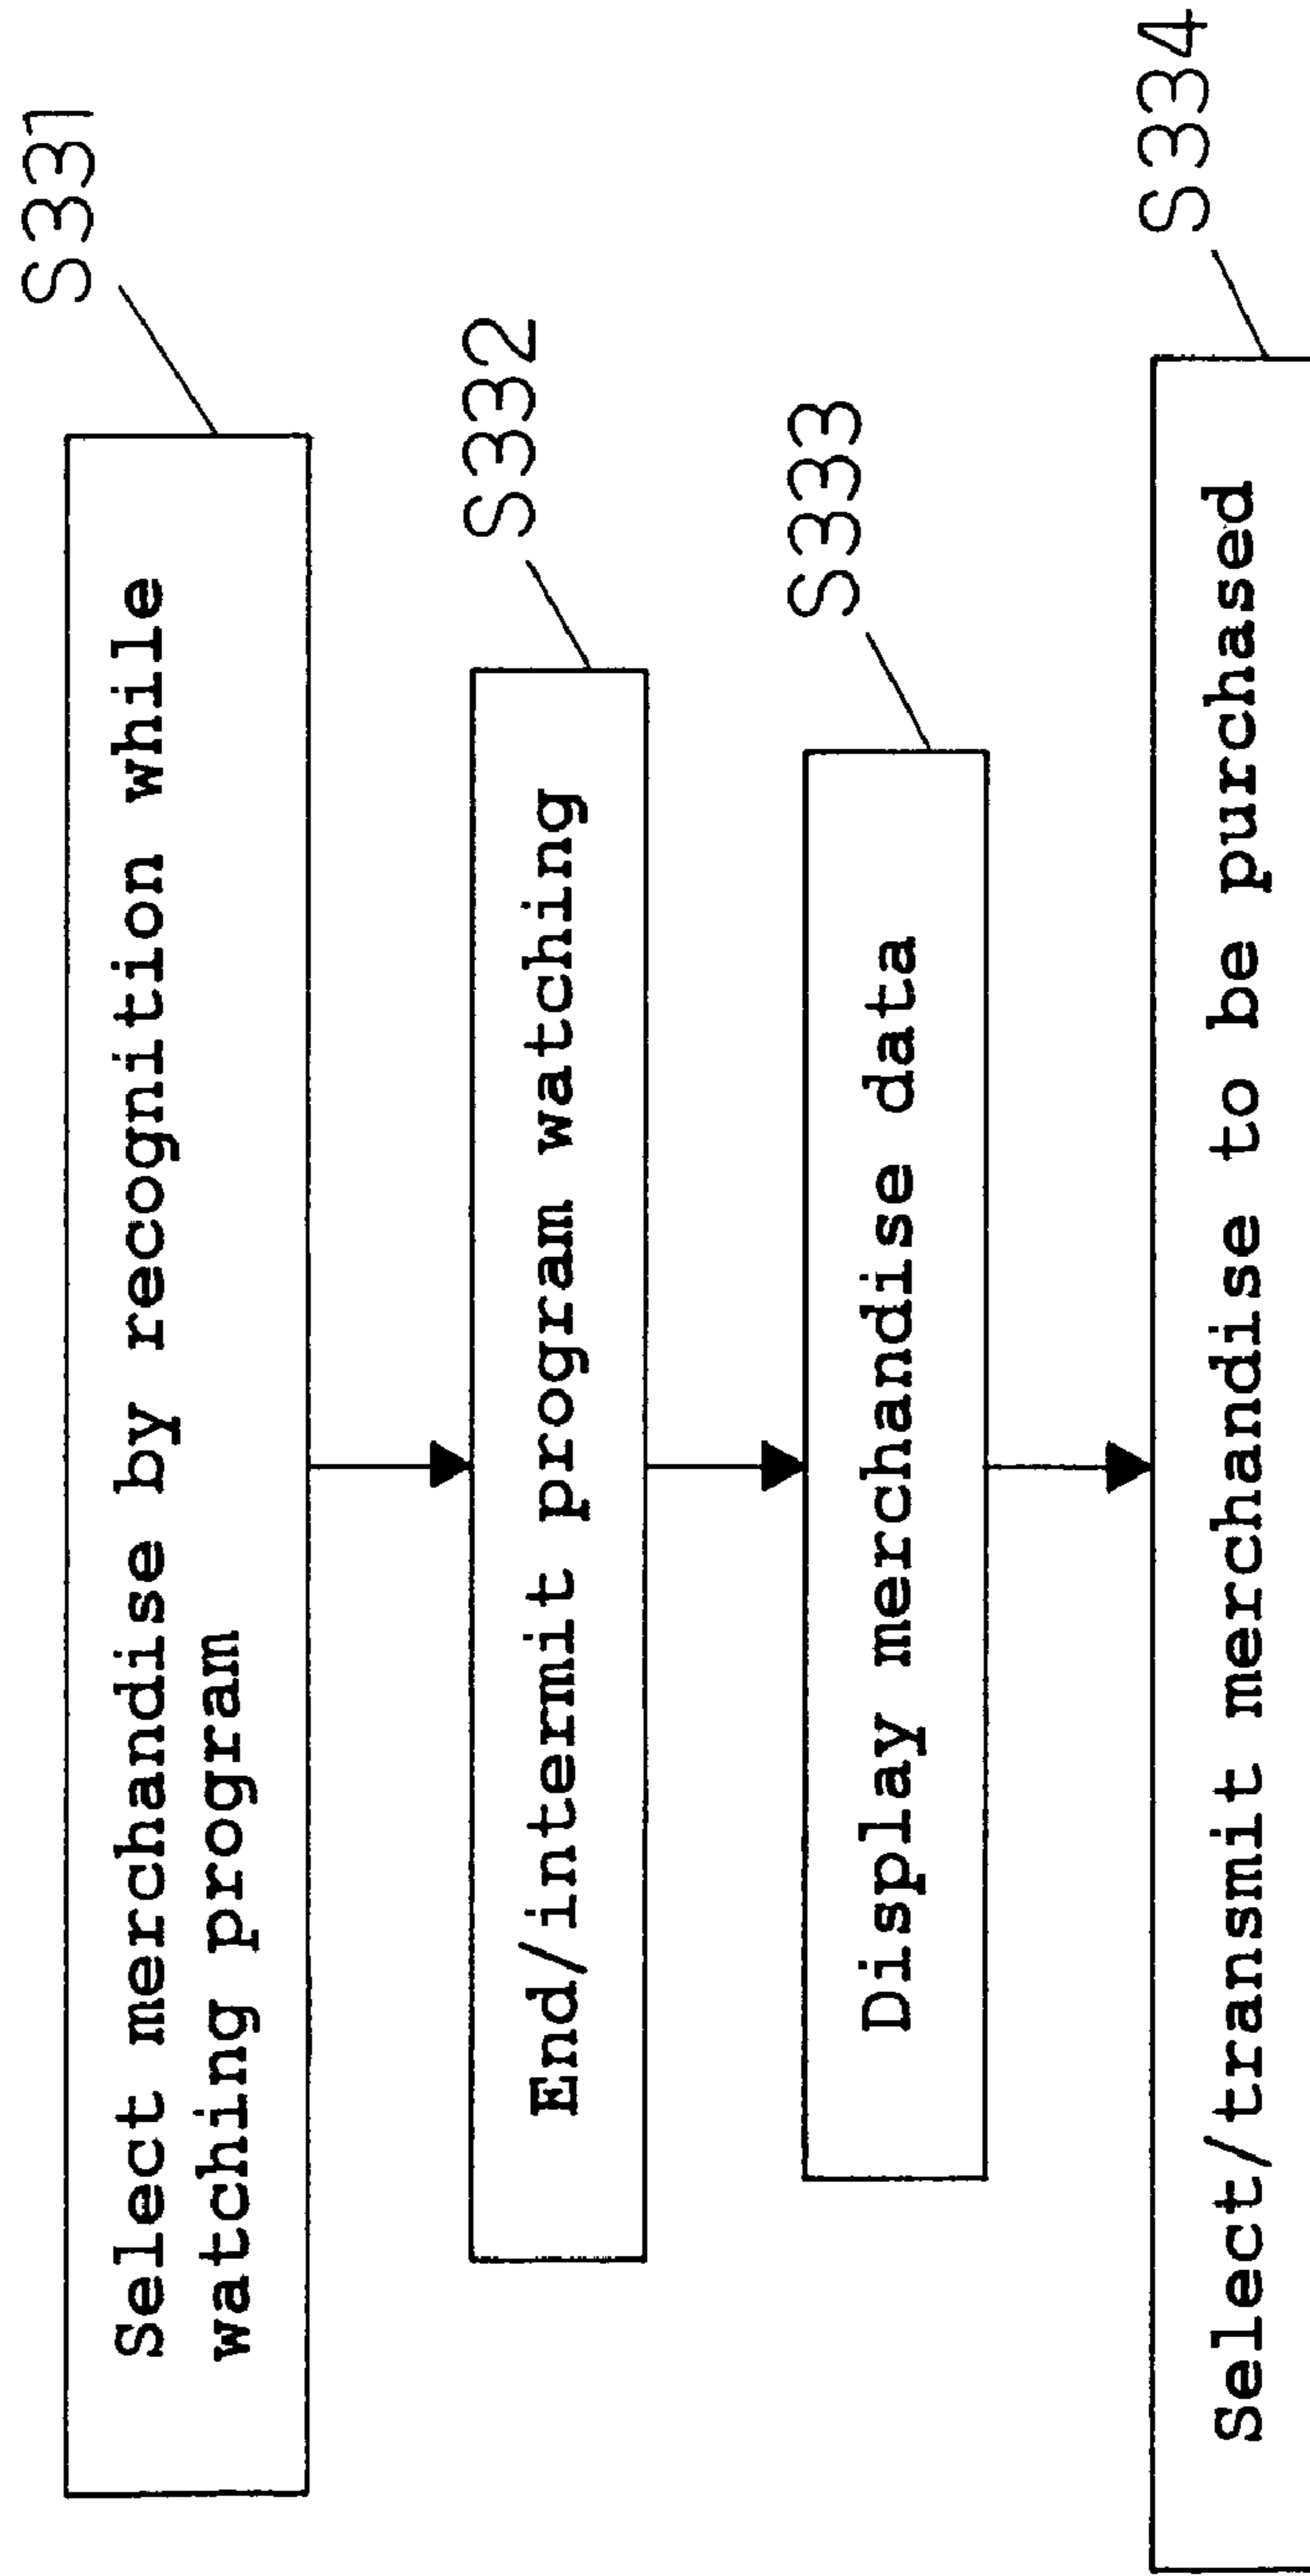 S331
Select merchandise by recognition while
watching program
S332
End/intermit program watching
S333
Display merchandise data
S334
Select/transmit merchandise to be purchased